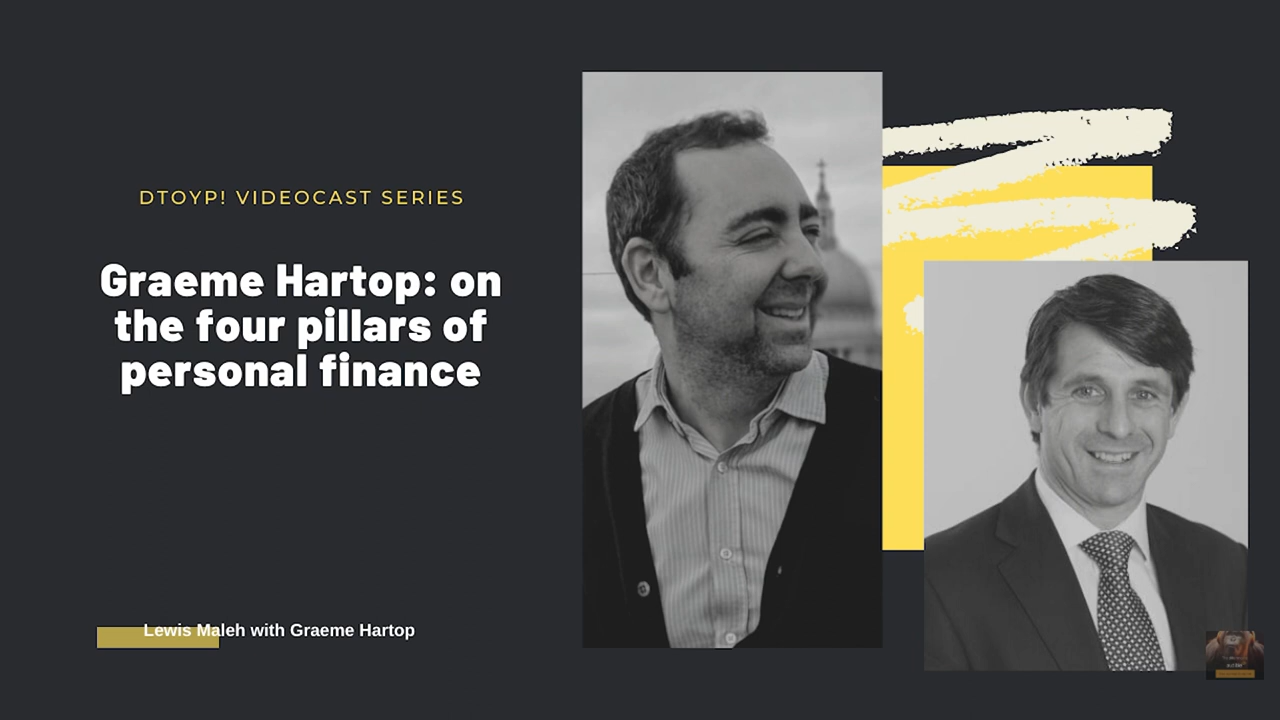 DTOYP! VIDEOCAST SERIES
Graeme Hartop: on
the four pillars of
personal finance
Lewis Maleh with Graeme Hartop